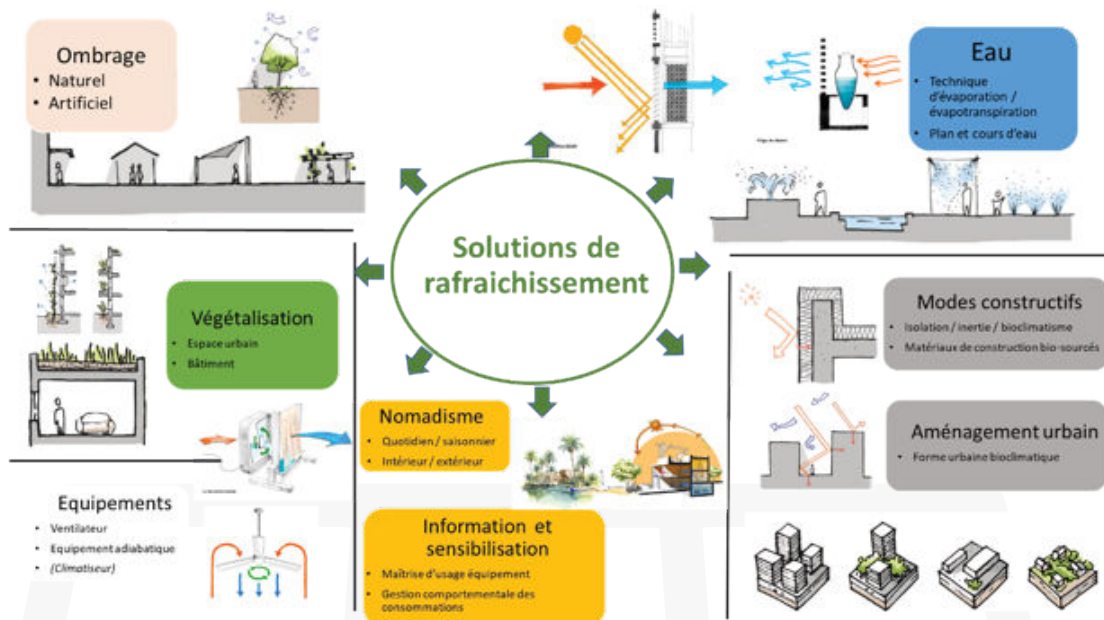 Ombrage
• Naturel
• Artificiel
Eau
• Technique
d'évaporation /
évapotranspiration
• Plan et cours d'eau
Solutions de
rafraichissement
Végétalisation
• Espace urbain
• Bâtiment
Modes constructifs
• Isolation / inertie / bioclimatisme
• Matériaux de construction bio-sourcés
Nomadisme
• Quotidien / saisonnier
• Intérieur / extérieur
Aménagement urbain
• Forme urbaine bioclimatique
Equipements
• Ventilateur
• Equipement adiabatique
• (Climatiseur)
Information et
sensibilisation
• Maîtrise d'usage équipement
• Gestion comportementale des
consommations